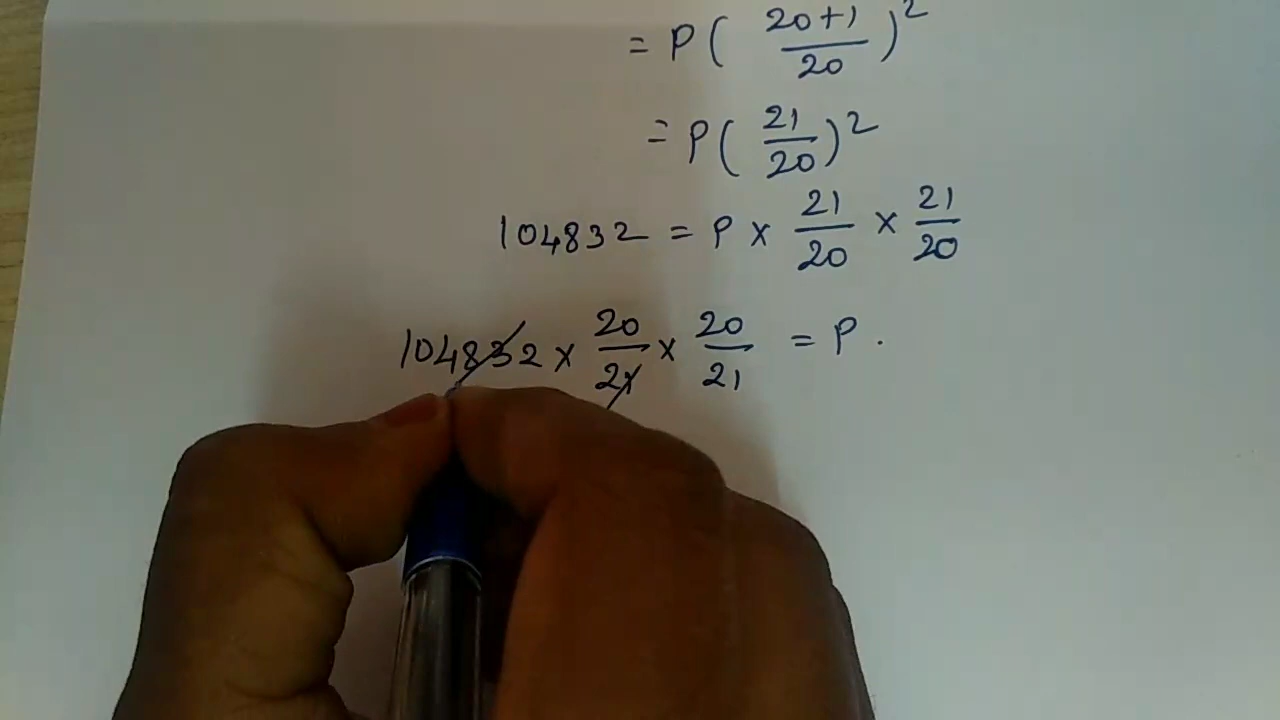 = P ( 20+1 / 20 )²
= P ( 21 / 20 )²
104832 = P × 21/20 × 21/20
104832 × 20/21 × 20/21 = P .